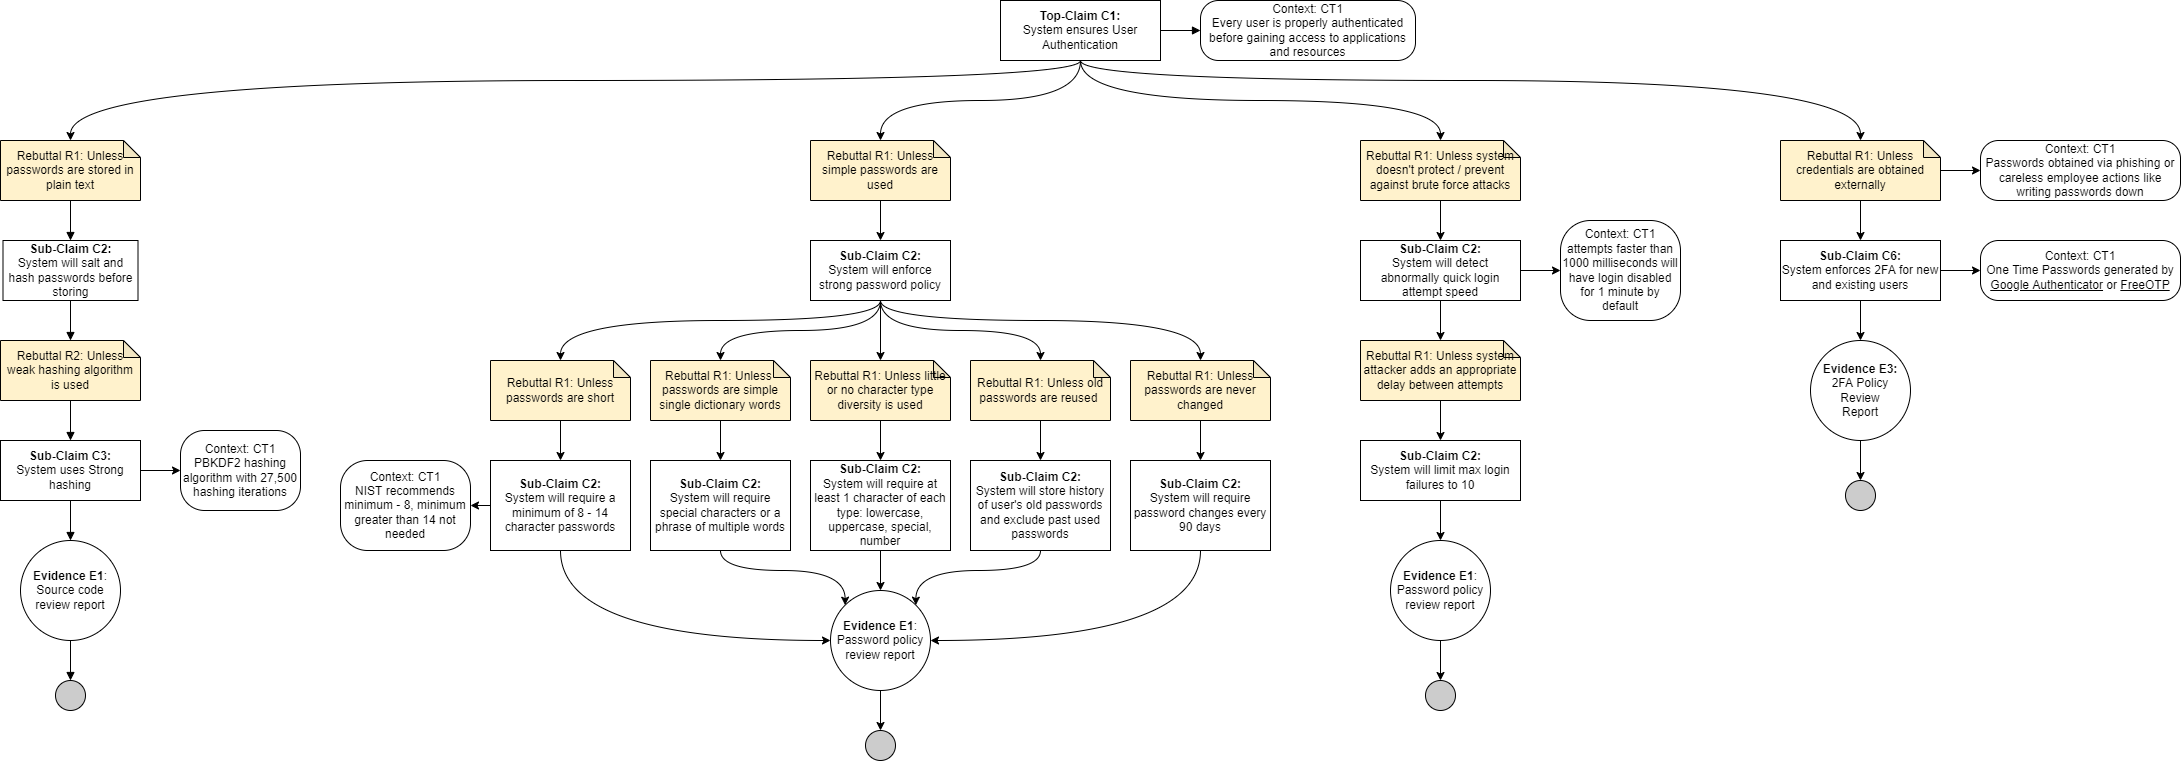 Top-Claim C1:
System ensures User
Authentication
Context: CT1
Every user is properly authenticated
before gaining access to applications
and resources
Rebuttal R1: Unless
passwords are stored in
plain text
Rebuttal R1: Unless
simple passwords are
used
Rebuttal R1: Unless system
doesn't protect / prevent
against brute force attacks
Rebuttal R1: Unless
credentials are obtained
externally
Context: CT1
Passwords obtained via phishing or
careless employee actions like
writing passwords down
Sub-Claim C2:
System will salt and
hash passwords before
storing
Sub-Claim C2:
System will enforce
strong password policy
Sub-Claim C2:
System will detect
abnormally quick login
attempt speed
Context: CT1
attempts faster than
1000 milliseconds will
have login disabled
for 1 minute by
default
Sub-Claim C6:
System enforces 2FA for new
and existing users
Context: CT1
One Time Passwords generated by
Google Authenticator or FreeOTP
Rebuttal R2: Unless
weak hashing algorithm
is used
Rebuttal R1: Unless
passwords are short
Rebuttal R1: Unless
passwords are simple
single dictionary words
Rebuttal R1: Unless little
or no character type
diversity is used
Rebuttal R1: Unless old
passwords are reused
Rebuttal R1: Unless
passwords are never
changed
Rebuttal R1: Unless system
attacker adds an appropriate
delay between attempts
Evidence E3:
2FA Policy
Review
Report
Sub-Claim C3:
System uses Strong
hashing
Context: CT1
PBKDF2 hashing
algorithm with 27,500
hashing iterations
Context: CT1
NIST recommends
minimum - 8, minimum
greater than 14 not
needed
Sub-Claim C2:
System will require a
minimum of 8 - 14
character passwords
Sub-Claim C2:
System will require
special characters or a
phrase of multiple words
Sub-Claim C2:
System will require at
least 1 character of each
type: lowercase,
uppercase, special,
number
Sub-Claim C2:
System will store history
of user's old passwords
and exclude past used
passwords
Sub-Claim C2:
System will require
password changes every
90 days
Sub-Claim C2:
System will limit max login
failures to 10
Evidence E1:
Source code
review report
Evidence E1:
Password policy
review report
Evidence E1:
Password policy
review report